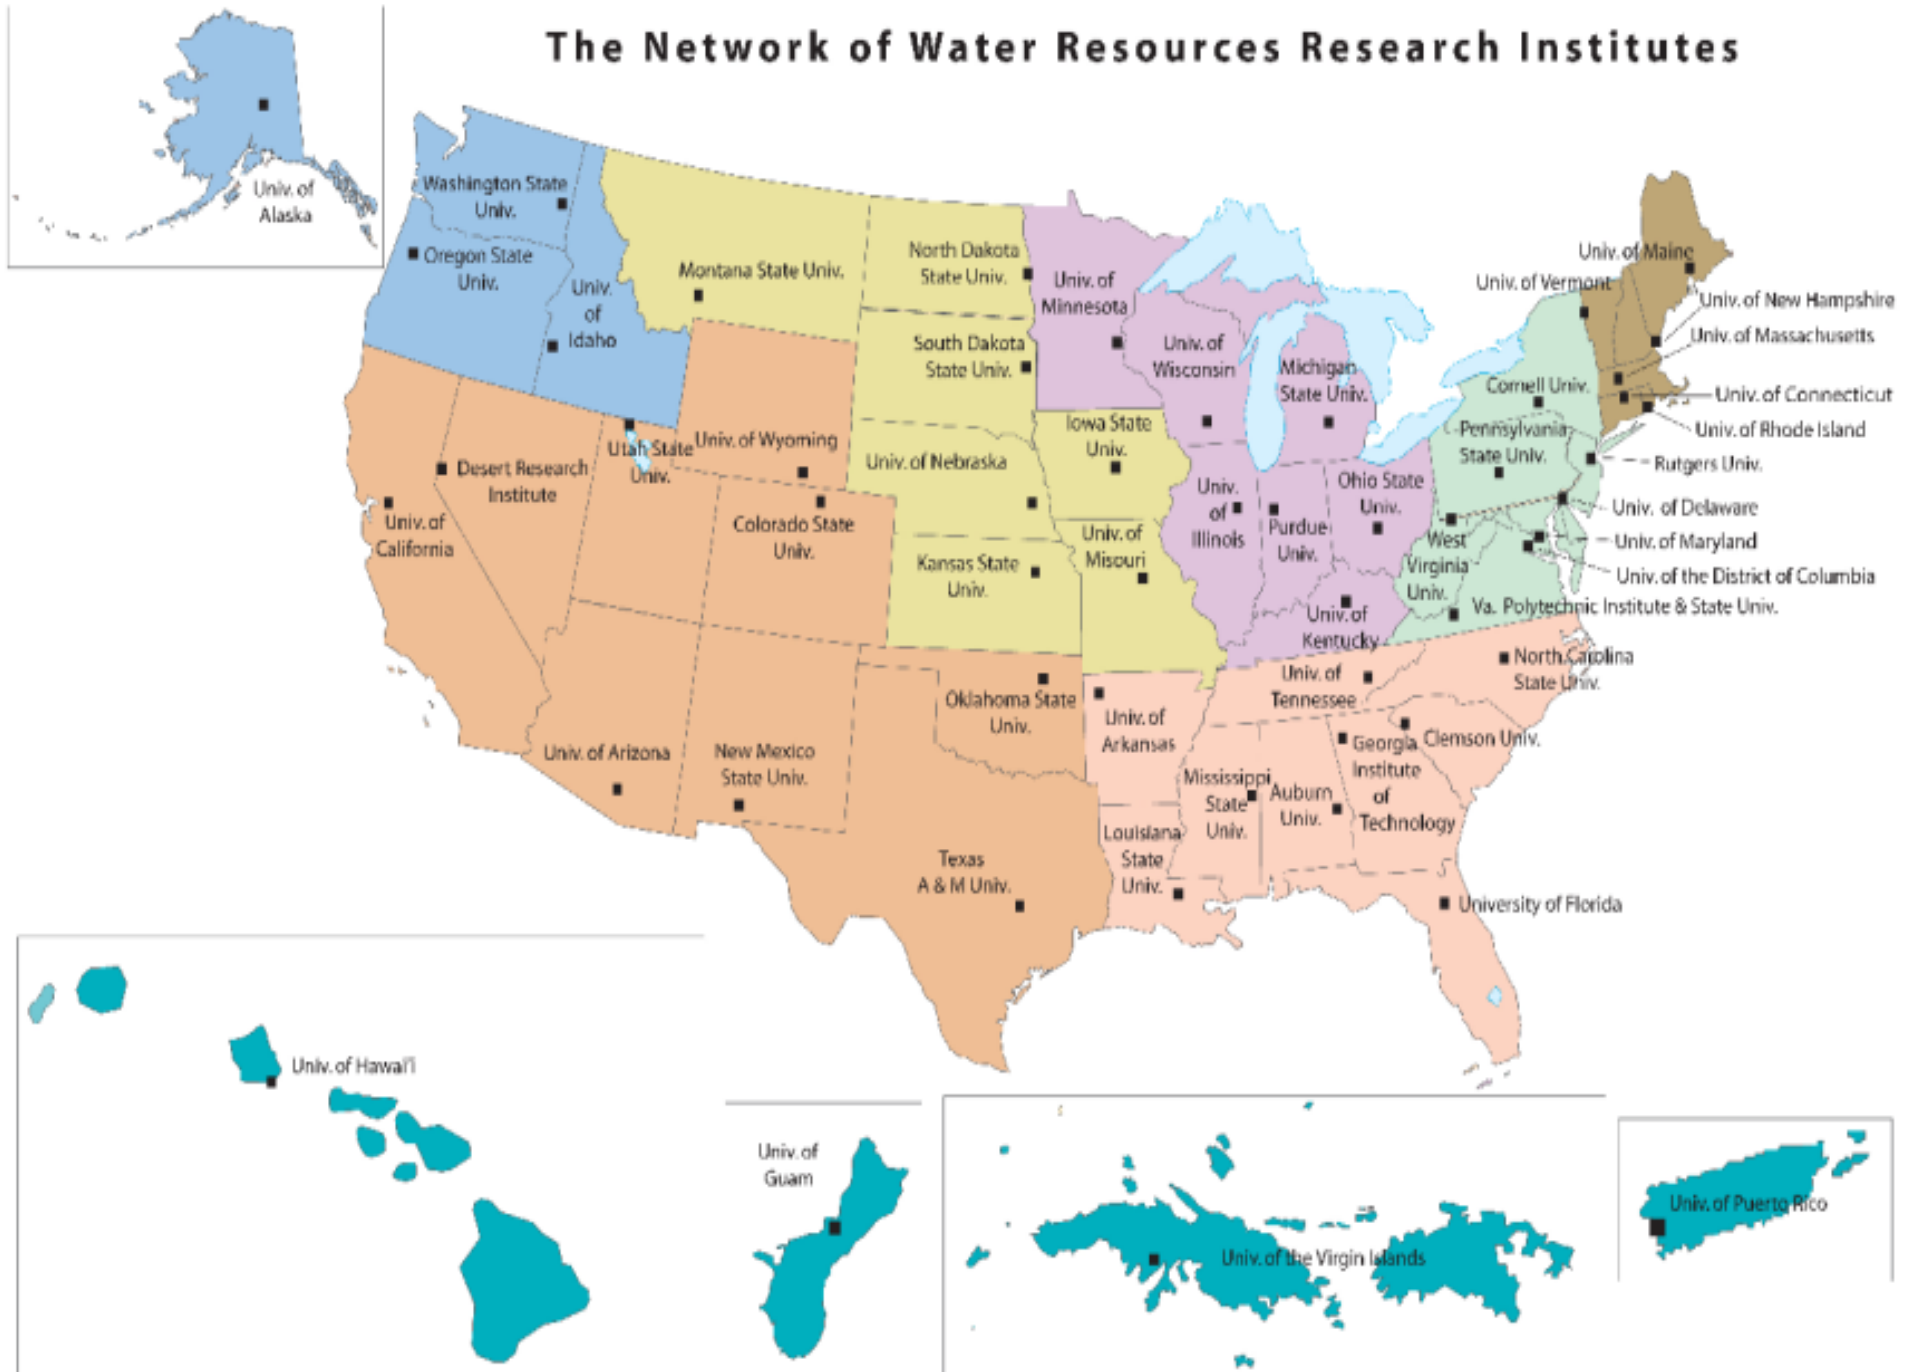 The Network of Water Resources Research Institutes
Univ. of
Alaska
Washington State
Univ.
Oregon State
Univ.
Univ.
of
Idaho
Montana State Univ.
North Dakota
State Univ.
South Dakota
State Univ.
Univ. of
Minnesota
Univ. of
Wisconsin
Michigan
State Univ.
Univ. of Maine
Univ. of Vermont
Univ. of New Hampshire
Univ. of Massachusetts
Cornell Univ.
Univ. of Connecticut
Univ. of Rhode Island
Pennsylvania
State Univ.
Rutgers Univ.
Univ. of Delaware
Univ. of Maryland
Univ. of the District of Columbia
Va. Polytechnic Institute & State Univ.
West
Virginia
Univ.
Ohio State
Univ.
Purdue
Univ.
Univ.
of
Illinois
Iowa State
Univ.
Univ. of
Misouri
Univ. of Nebraska
Kansas State
Univ.
Univ. of Wyoming
Utah State
Univ.
Colorado State
Univ.
Desert Research
Institute
Univ. of
California
Univ. of
Kentucky
Univ. of
Tennessee
North Carolina
State Univ.
Oklahoma State
Univ.
Univ. of
Arkansas
Georgia
Institute
of
Technology
Clemson Univ.
Univ. of Arizona
New Mexico
State Univ.
Mississippi
State
Univ.
Auburn
Univ.
Louisiana
State
Univ.
Texas
A & M Univ.
University of Florida
Univ. of Hawai'i
Univ. of
Guam
Univ. of the Virgin Islands
Univ. of Puerto Rico